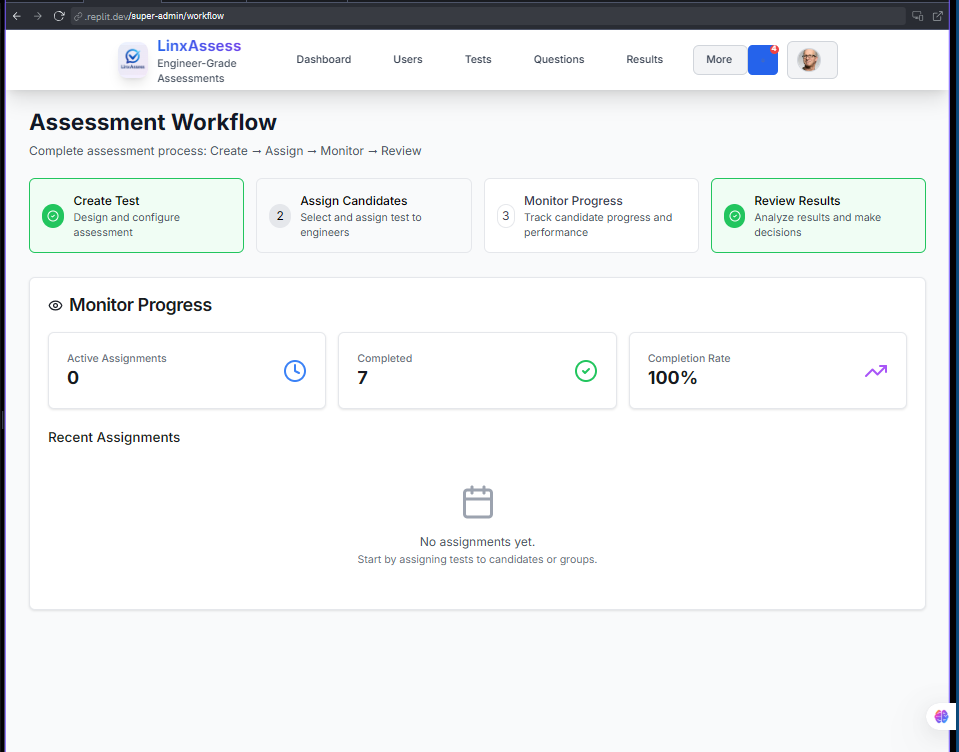 .replit.dev/super-admin/workflow
LinxAssess
Engineer-Grade
Assessments
LinxAssess
Dashboard
Users
Tests
Questions
Results
More
4
Assessment Workflow
Complete assessment process: Create → Assign → Monitor → Review
Create Test
Design and configure
assessment
2
Assign Candidates
Select and assign test to
engineers
3
Monitor Progress
Track candidate progress and
performance
Review Results
Analyze results and make
decisions
Monitor Progress
Active Assignments
0
Completed
7
Completion Rate
100%
Recent Assignments
No assignments yet.
Start by assigning tests to candidates or groups.